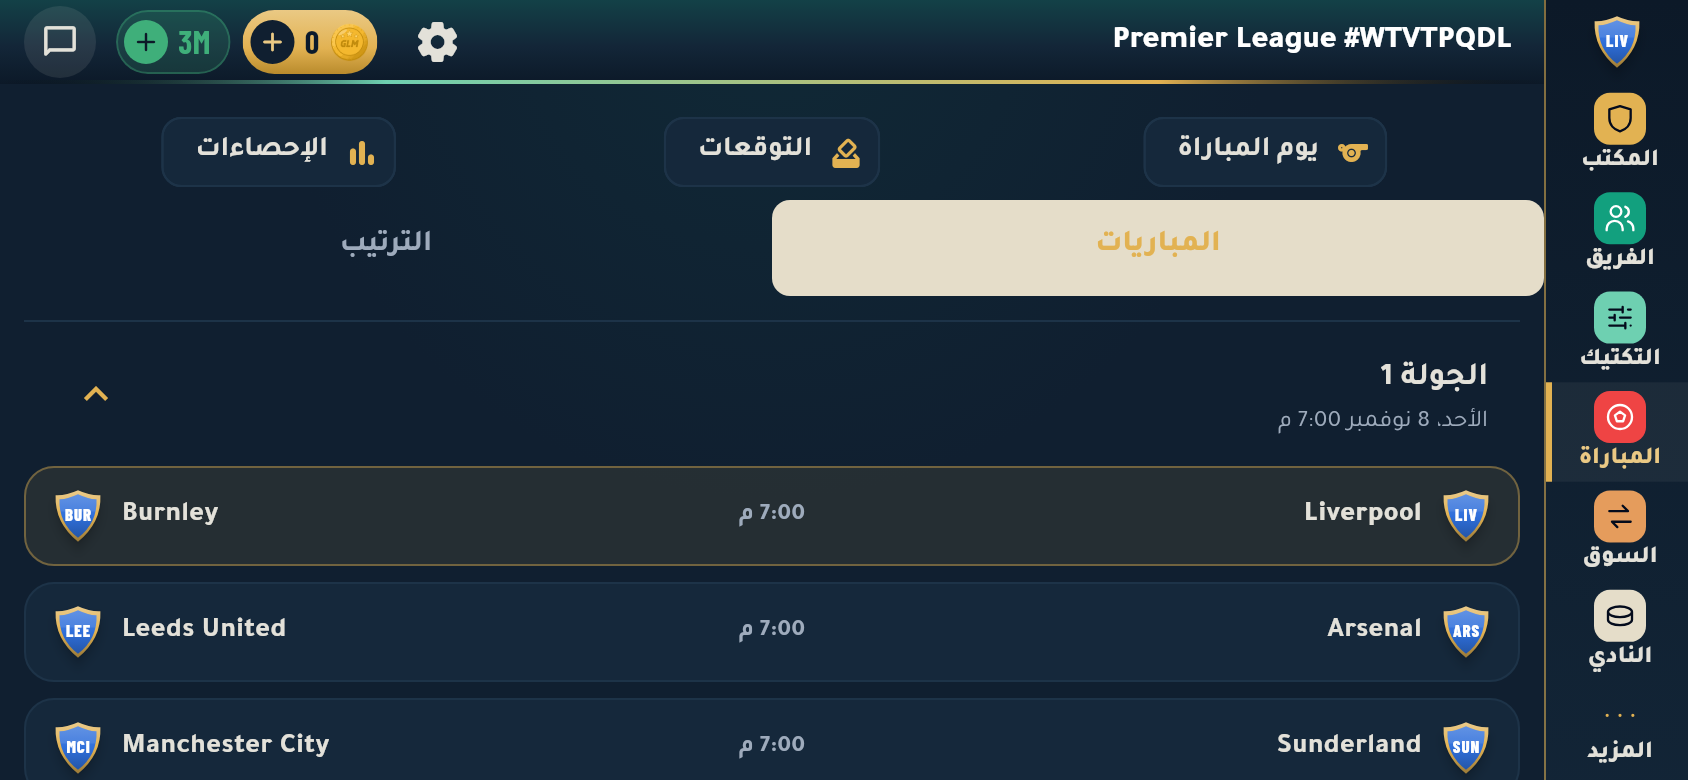 Premier League #WTVTPQDL
GLM
0
3M
LIV
المكتب
الفريق
التكتيك
المباراة
السوق
النادي
...
المزيد
يوم المباراة
التوقعات
الإحصاءات
المباريات
الترتيب
الجولة 1
الأحد، 8 نوفمبر 7:00 م
LIV Liverpool 7:00 م Burnley BUR
ARS Arsenal 7:00 م Leeds United LEE
SUN Sunderland 7:00 م Manchester City MCI